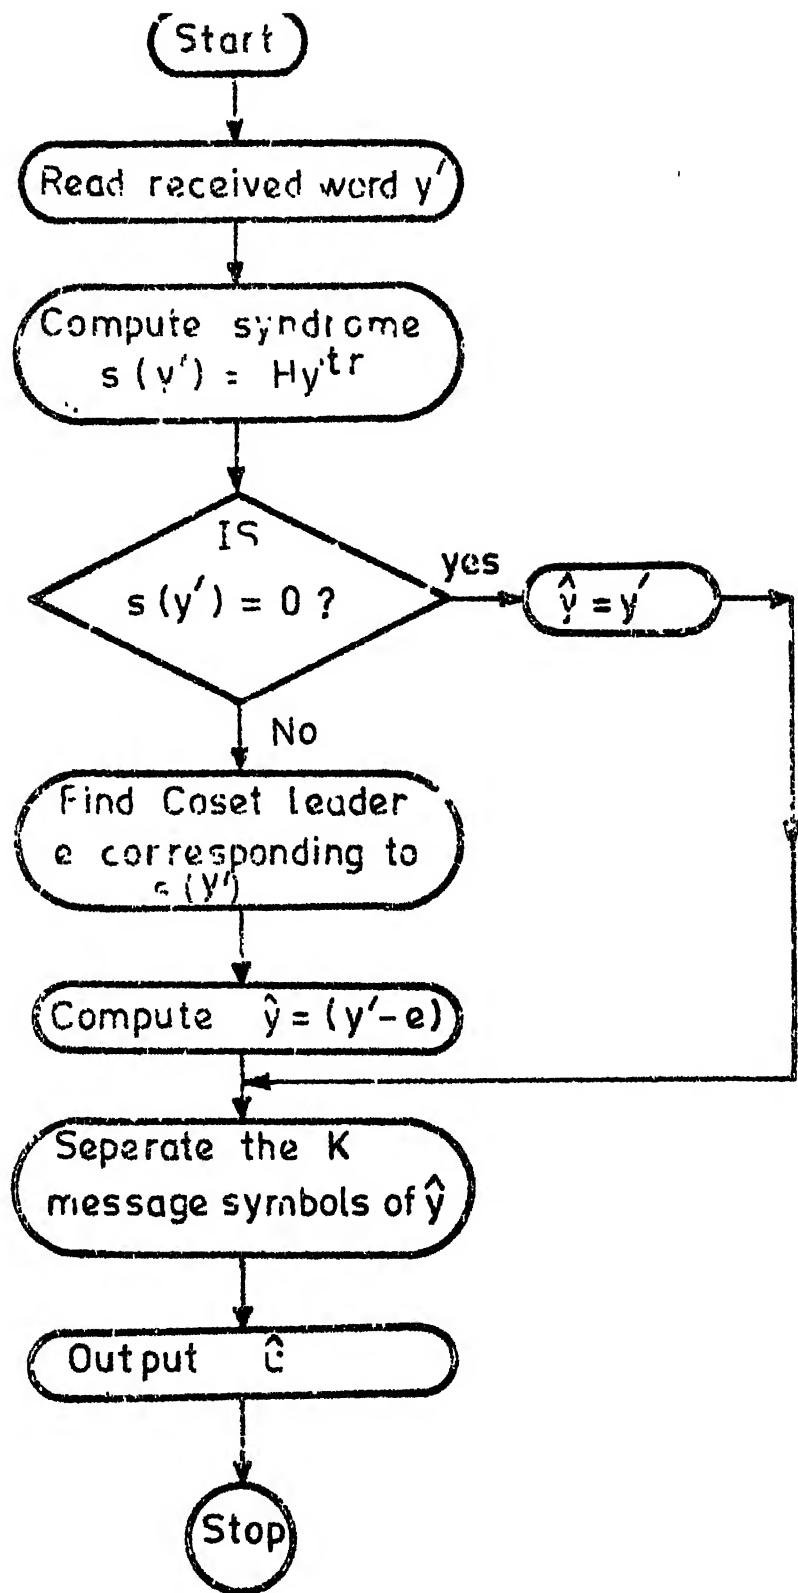 Start
Read received word y'
Compute syndrome
s(y') = Hy'tr
IS
s(y') = 0 ?
yes
ŷ = y'
No
Find Coset leader
e corresponding to
s(y')
Compute ŷ = (y'-e)
Seperate the K
message symbols of ŷ
Output
Stop